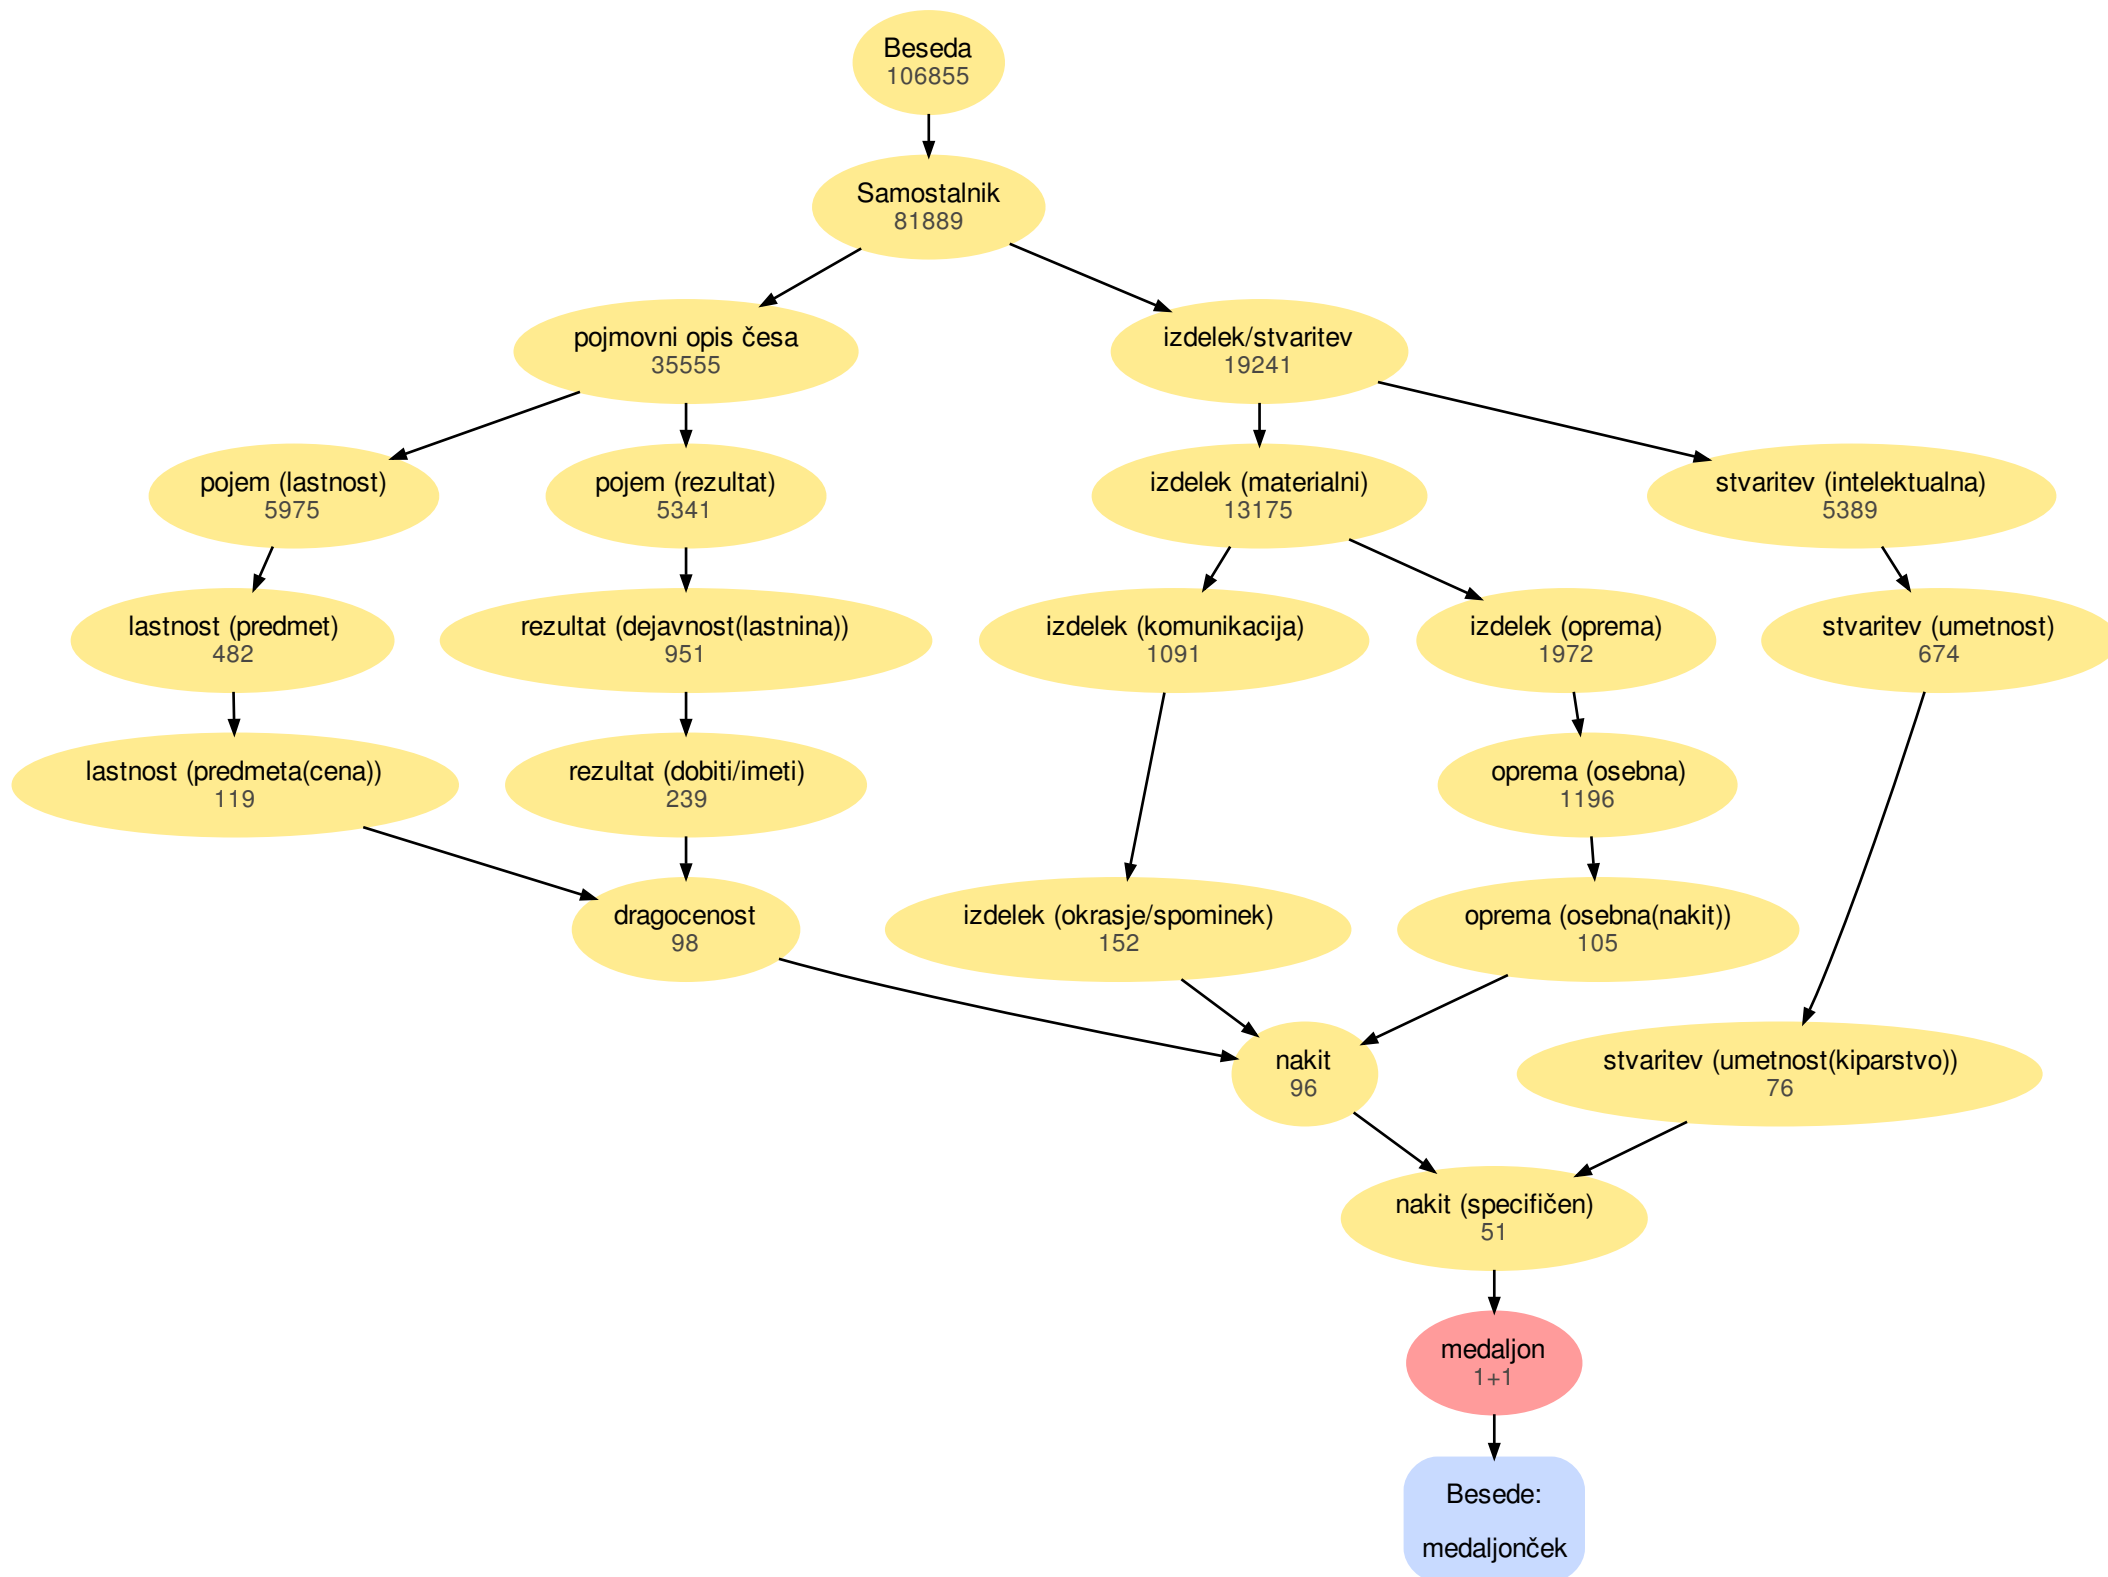 Beseda
106855
Samostalnik
81889
pojmovni opis česa
35555
izdelek/stvaritev
19241
pojem (lastnost)
5975
pojem (rezultat)
5341
izdelek (materialni)
13175
stvaritev (intelektualna)
5389
lastnost (predmet)
482
rezultat (dejavnost(lastnina))
951
izdelek (komunikacija)
1091
izdelek (oprema)
1972
stvaritev (umetnost)
674
lastnost (predmeta(cena))
119
rezultat (dobiti/imeti)
239
oprema (osebna)
1196
dragocenost
98
izdelek (okrasje/spominek)
152
oprema (osebna(nakit))
105
nakit
96
stvaritev (umetnost(kiparstvo))
76
nakit (specifičen)
51
medaljon
1+1
Besede:
medaljonček